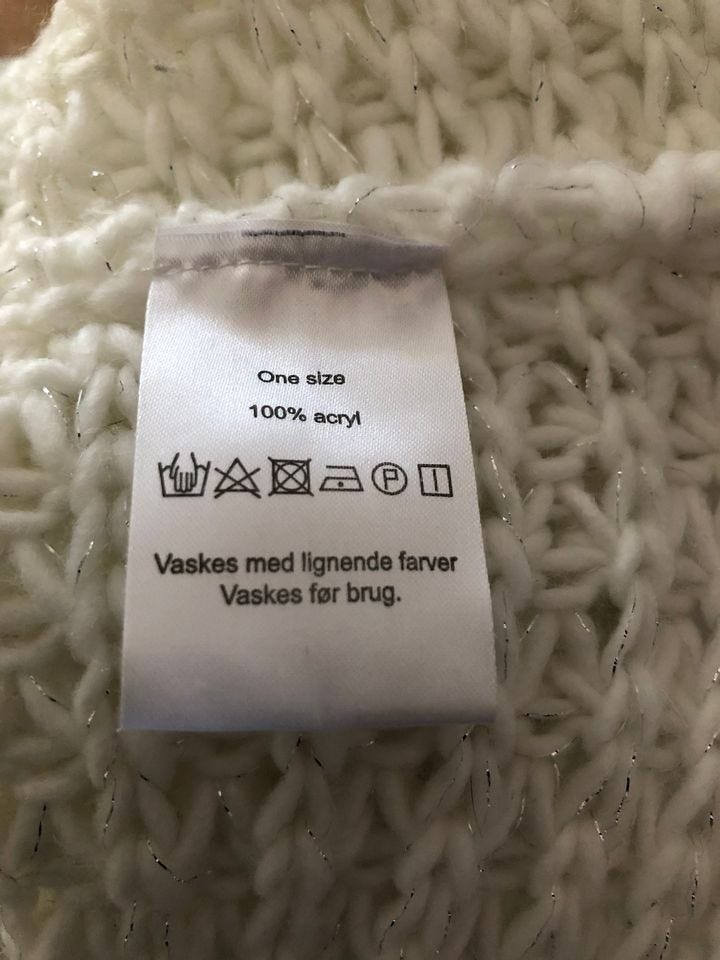 One size
100% acryl
P
Vaskes med lignende farver
Vaskes før brug.